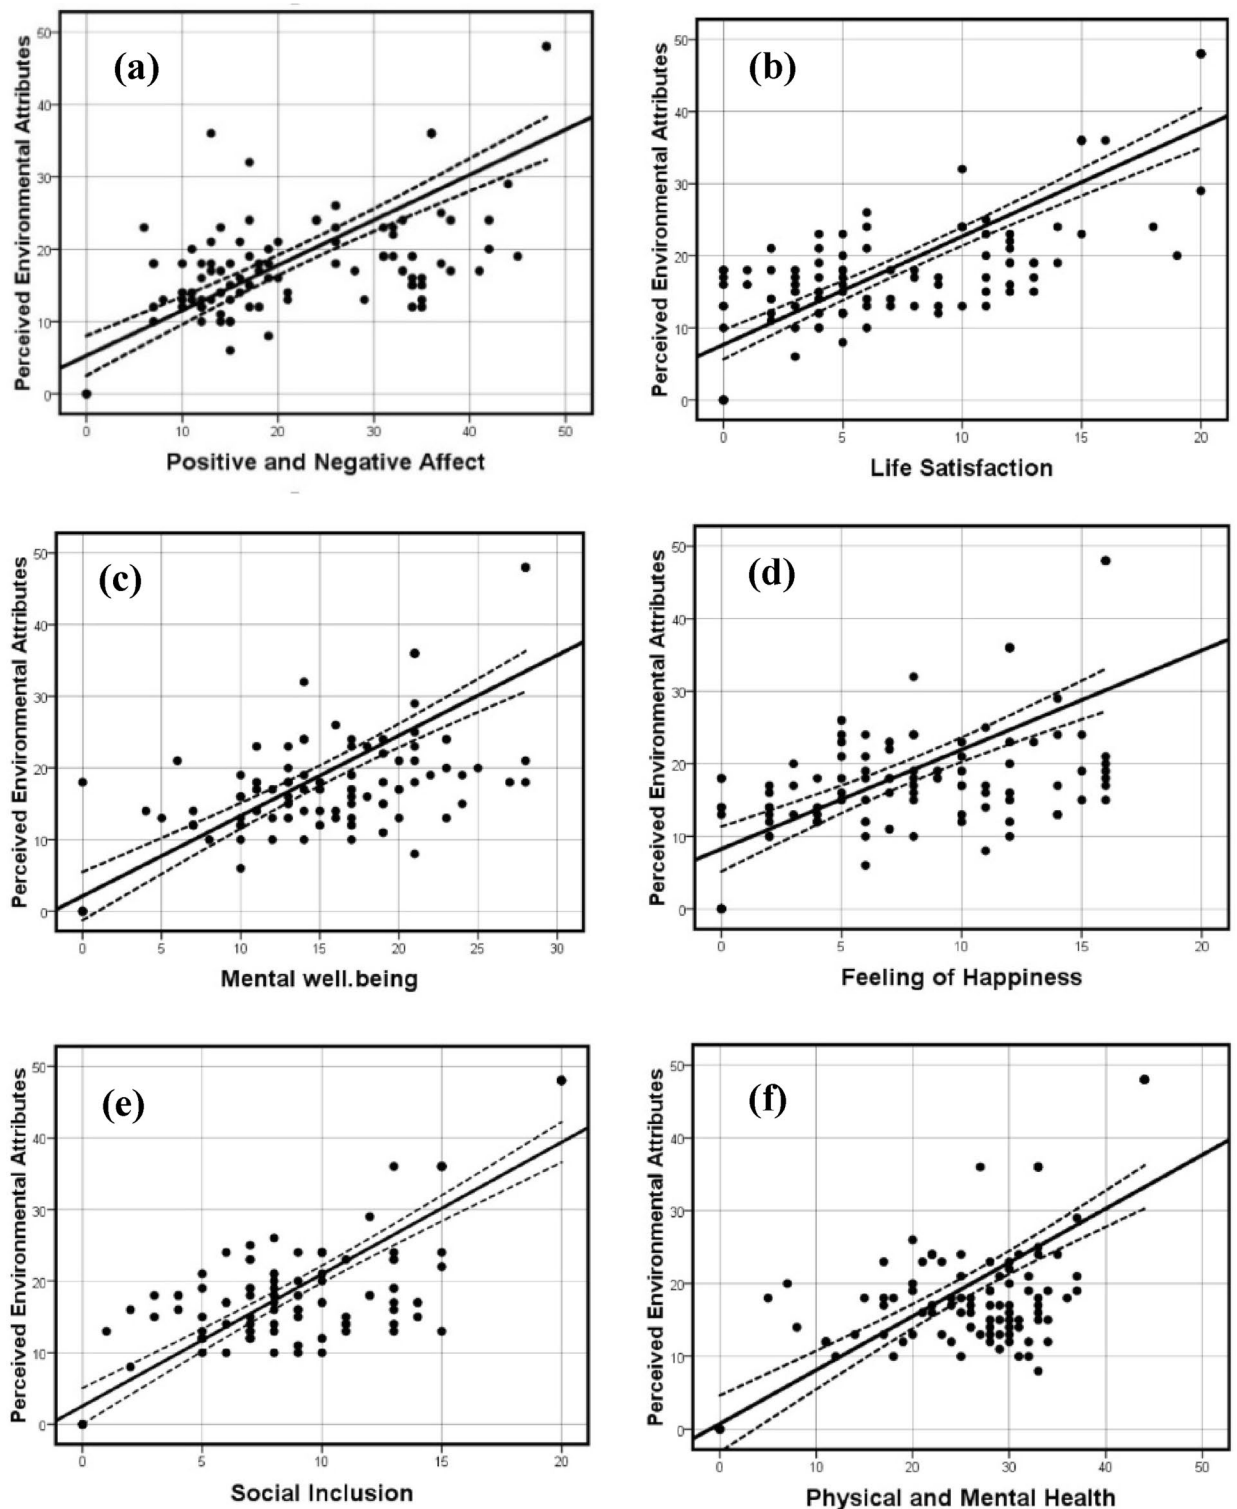 (a)
Perceived Environmental Attributes
50
40
30
20
10
0
0 10 20 30 40 50
Positive and Negative Affect
(b)
Perceived Environmental Attributes
50
40
30
20
10
0
0 5 10 15 20
Life Satisfaction
(c)
Perceived Environmental Attributes
50
40
30
20
10
0
0 5 10 15 20 25 30
Mental well.being
(d)
Perceived Environmental Attributes
50
40
30
20
10
0
0 5 10 15 20
Feeling of Happiness
(e)
Perceived Environmental Attributes
50
40
30
20
10
0
0 5 10 15 20
Social Inclusion
(f)
Perceived Environmental Attributes
50
40
30
20
10
0
0 10 20 30 40 50
Physical and Mental Health